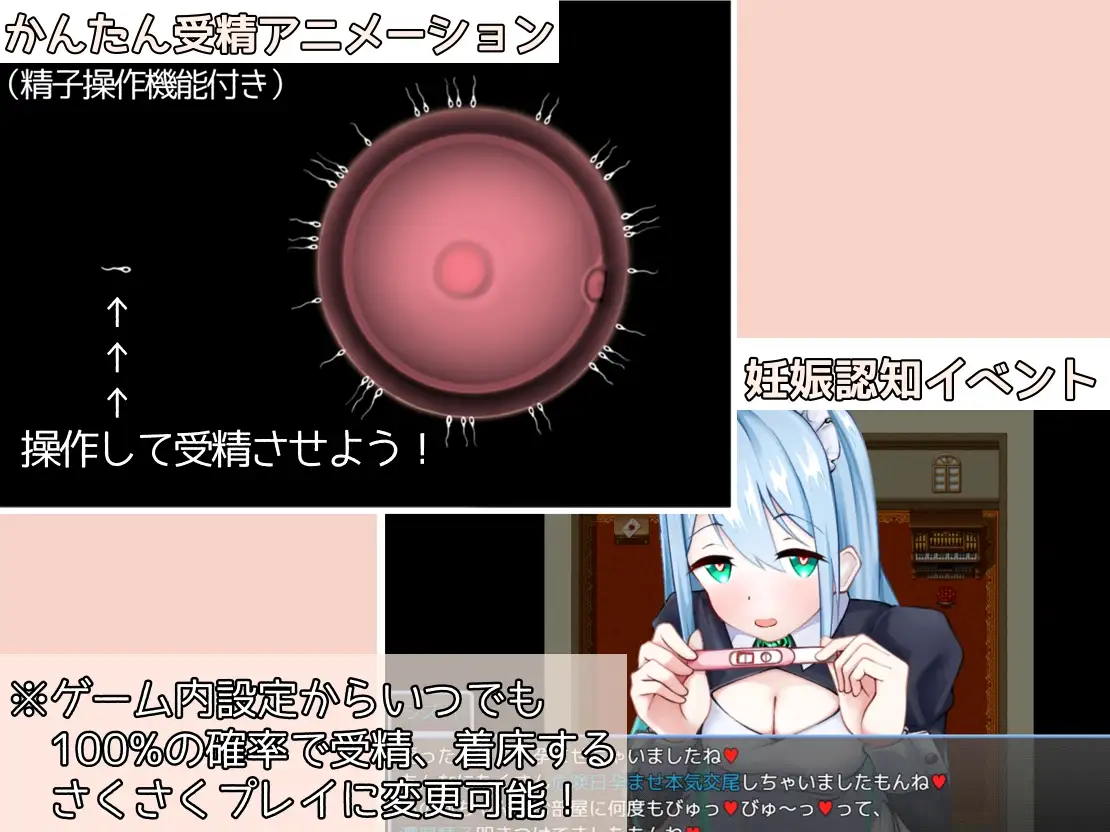 かんたん受精アニメーション
（精子操作機能付き）
↑
↑
↑
操作して受精させよう！
妊娠認知イベント
※ゲーム内設定からいつでも
100%の確率で受精、着床する
さくさくプレイに変更可能！
ちゃいましたね♥
孕ませ本気交尾しちゃいましたもんね♥
部屋に何度もびゅっ♥びゅ～っ♥って、